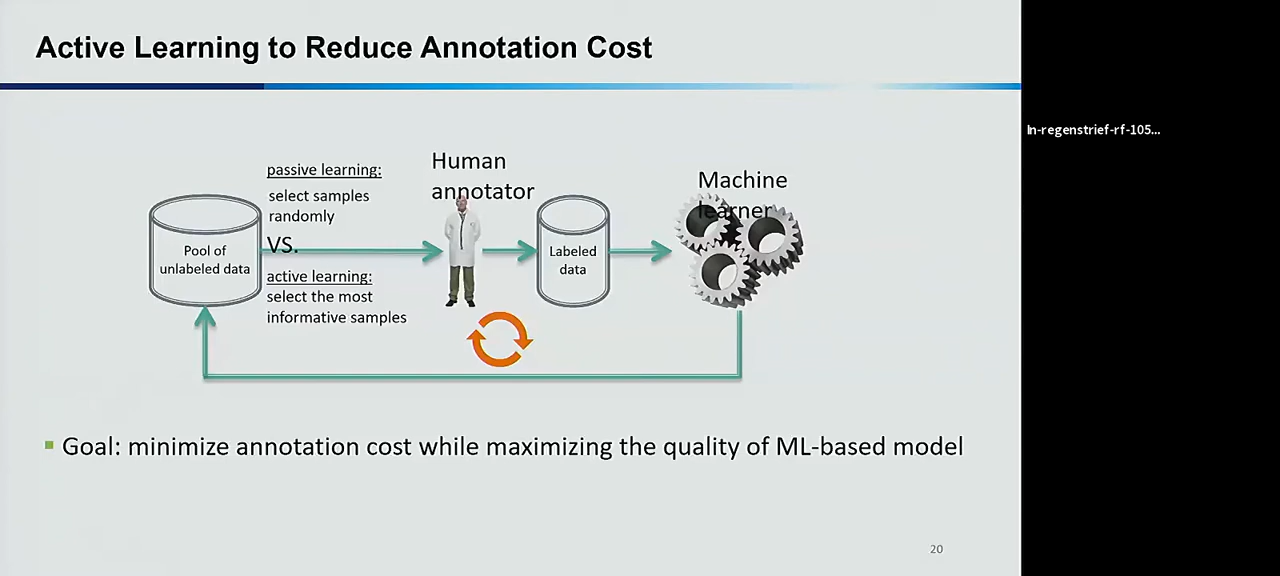 Active Learning to Reduce Annotation Cost
In-regenstrief-rf-105...
passive learning:
select samples
randomly
VS.
active learning:
select the most
informative samples
Human
annotator
Machine
learner
Pool of
unlabeled data
Labeled
data
Goal: minimize annotation cost while maximizing the quality of ML-based model
20